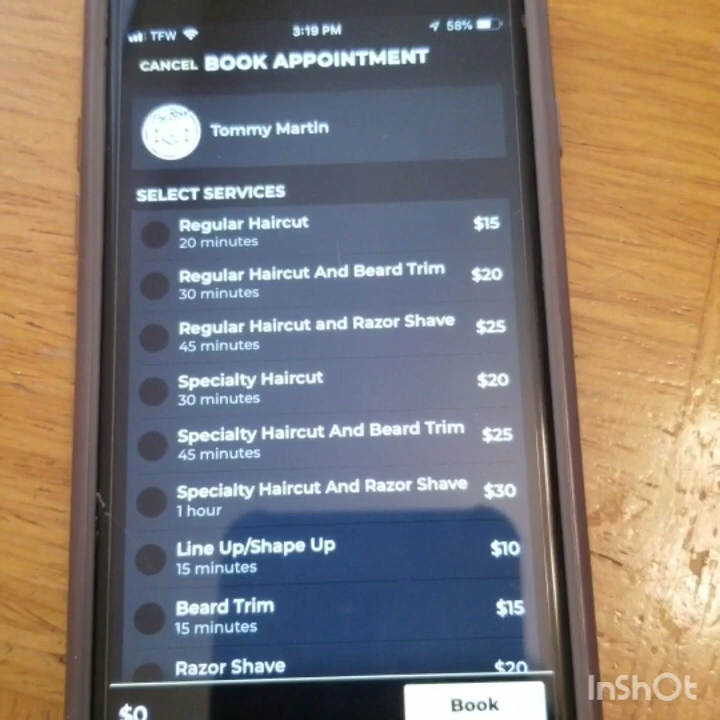 TFW 3:19 PM 58%
CANCEL BOOK APPOINTMENT
Tommy Martin
SELECT SERVICES
Regular Haircut $15
20 minutes
Regular Haircut And Beard Trim $20
30 minutes
Regular Haircut and Razor Shave $25
45 minutes
Specialty Haircut $20
30 minutes
Specialty Haircut And Beard Trim $25
45 minutes
Specialty Haircut And Razor Shave $30
1 hour
Line Up/Shape Up $10
15 minutes
Beard Trim $15
15 minutes
Razor Shave $20
$0 Book
InShOt